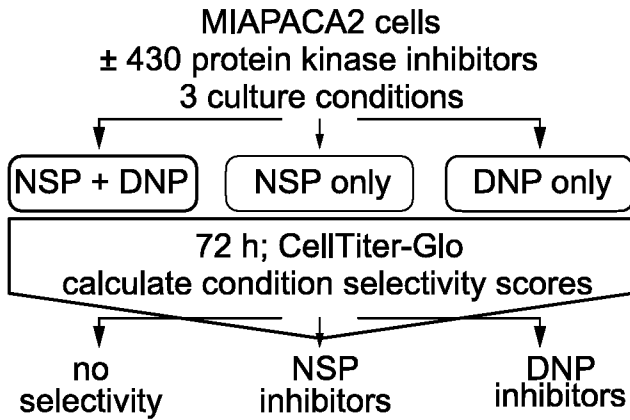 MIAPACA2 cells
± 430 protein kinase inhibitors
3 culture conditions
NSP + DNP
NSP only
DNP only
72 h; CellTiter-Glo
calculate condition selectivity scores
no
selectivity
NSP
inhibitors
DNP
inhibitors